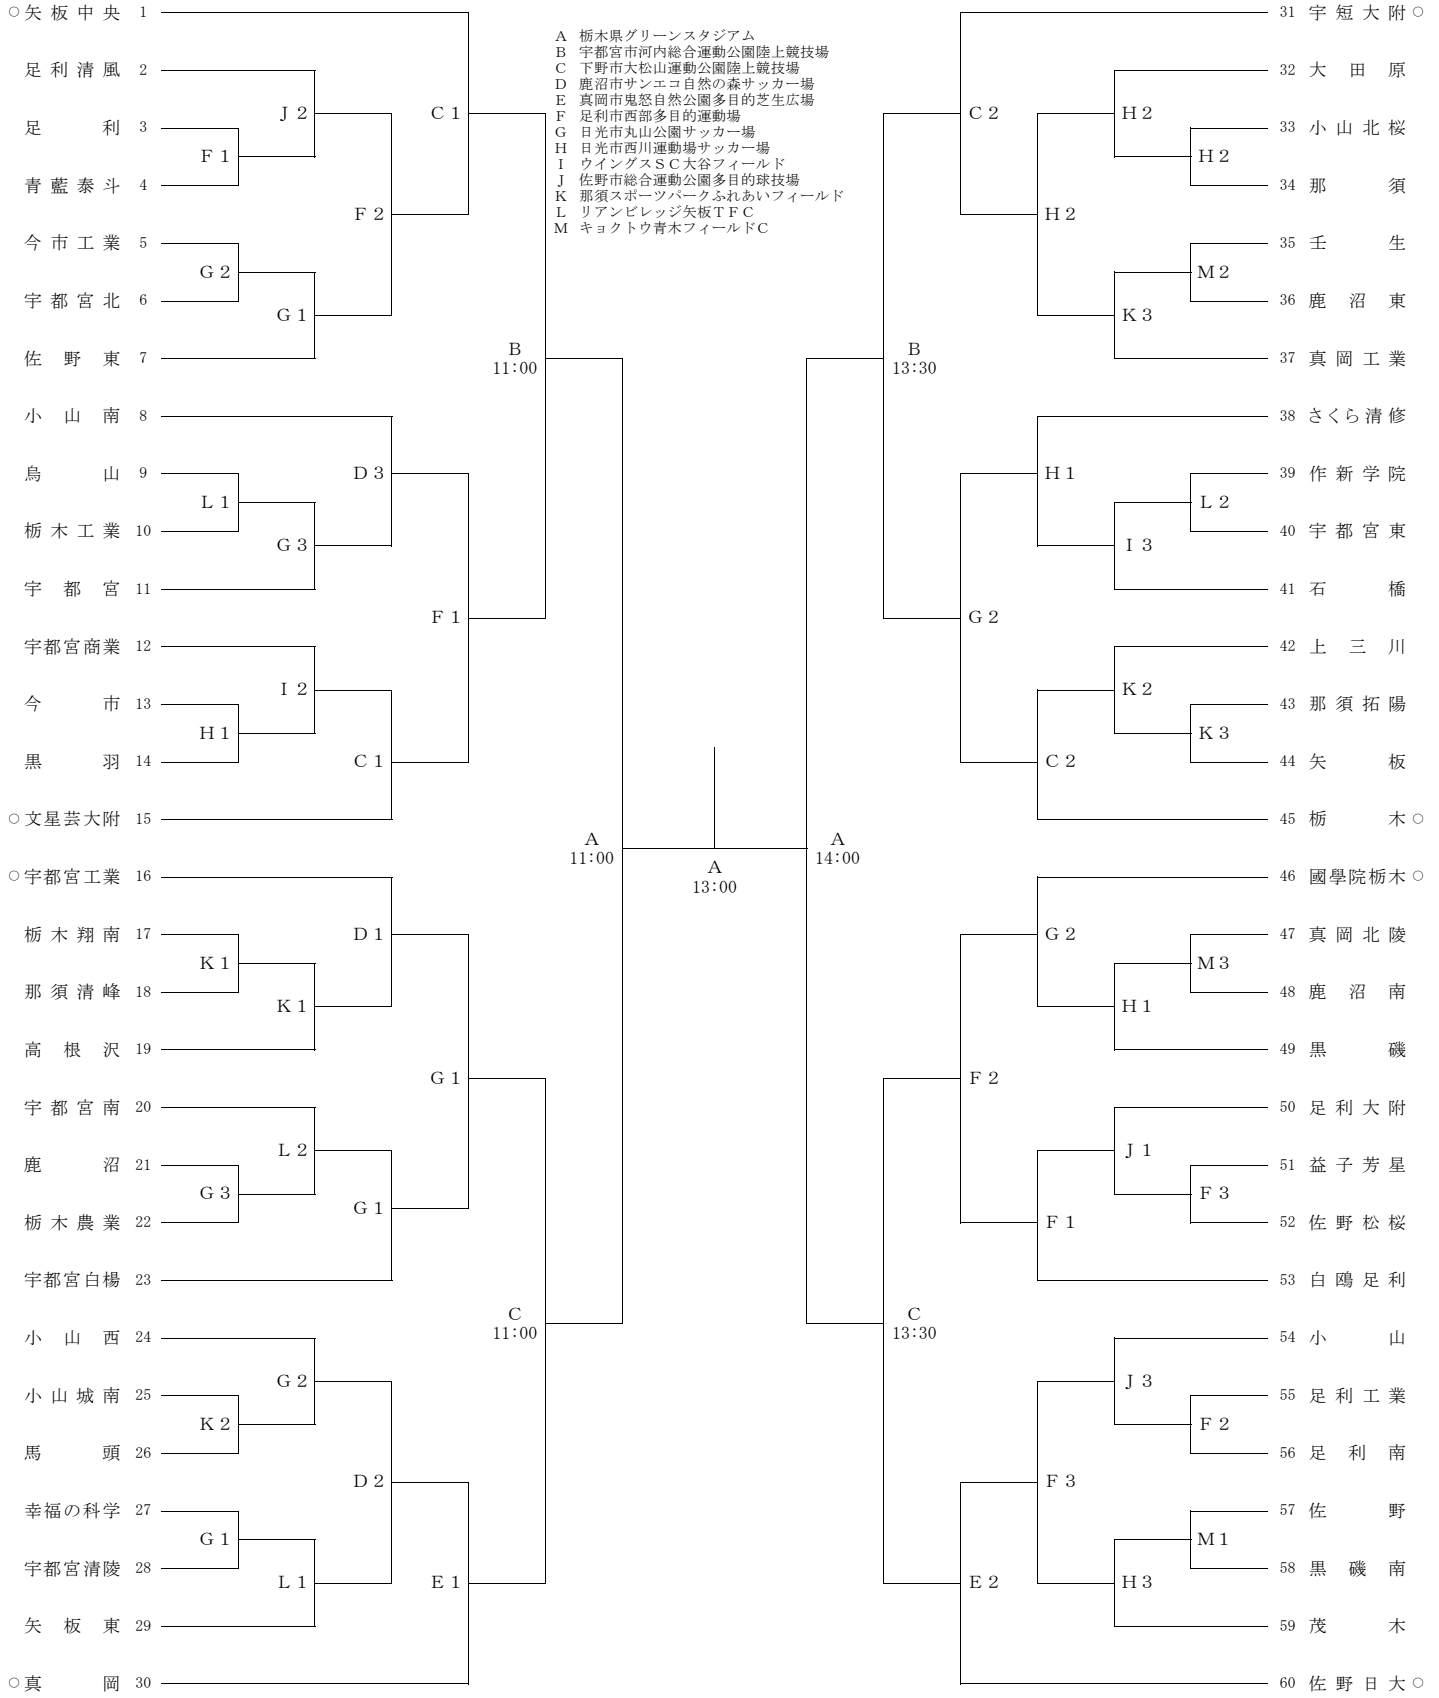 ○矢板中央 1
足利清風 2
足利 3
青藍泰斗 4
今市工業 5
宇都宮北 6
佐野東 7
小山南 8
烏山 9
栃木工業 10
宇都宮 11
宇都宮商業 12
今市 13
黒羽 14
○文星芸大附 15
○宇都宮工業 16
栃木翔南 17
那須清峰 18
高根沢 19
宇都宮南 20
鹿沼 21
栃木農業 22
宇都宮白楊 23
小山西 24
小山城南 25
馬頭 26
幸福の科学 27
宇都宮清陵 28
矢板東 29
○真岡 30
F1
G2
L1
H1
K1
G3
K2
G1
J2
G1
G3
I2
K1
L2
G2
L1
F2
D3
C1
D1
G1
D2
C1
F1
G1
E1
B
11:00
C
11:00
A
11:00
A 栃木県グリーンスタジアム
B 宇都宮市河内総合運動公園陸上競技場
C 下野市大松山運動公園陸上競技場
D 鹿沼市サンエコ自然の森サッカー場
E 真岡市鬼怒自然公園多目的芝生広場
F 足利市西部多目的運動場
G 日光市丸山公園サッカー場
H 日光市西川運動場サッカー場
I ウイングスSC大谷フィールド
J 佐野市総合運動公園多目的球技場
K 那須スポーツパークふれあいフィールド
L リアンビレッジ矢板TFC
M キョクトウ青木フィールドC
A
13:00
A
14:00
B
13:30
C
13:30
C2
G2
F2
E2
H2
H1
C2
G2
F1
F3
H2
K3
I3
K2
H1
J1
J3
H3
H2
M2
L2
K3
M3
F3
F2
M1
31 宇短大附○
32 大田原
33 小山北桜
34 那須
35 壬生
36 鹿沼東
37 真岡工業
38 さくら清修
39 作新学院
40 宇都宮東
41 石橋
42 上三川
43 那須拓陽
44 矢板
45 栃木○
46 國學院栃木○
47 真岡北陵
48 鹿沼南
49 黒磯
50 足利大附
51 益子芳星
52 佐野松桜
53 白鴎足利
54 小山
55 足利工業
56 足利南
57 佐野
58 黒磯南
59 茂木
60 佐野日大○